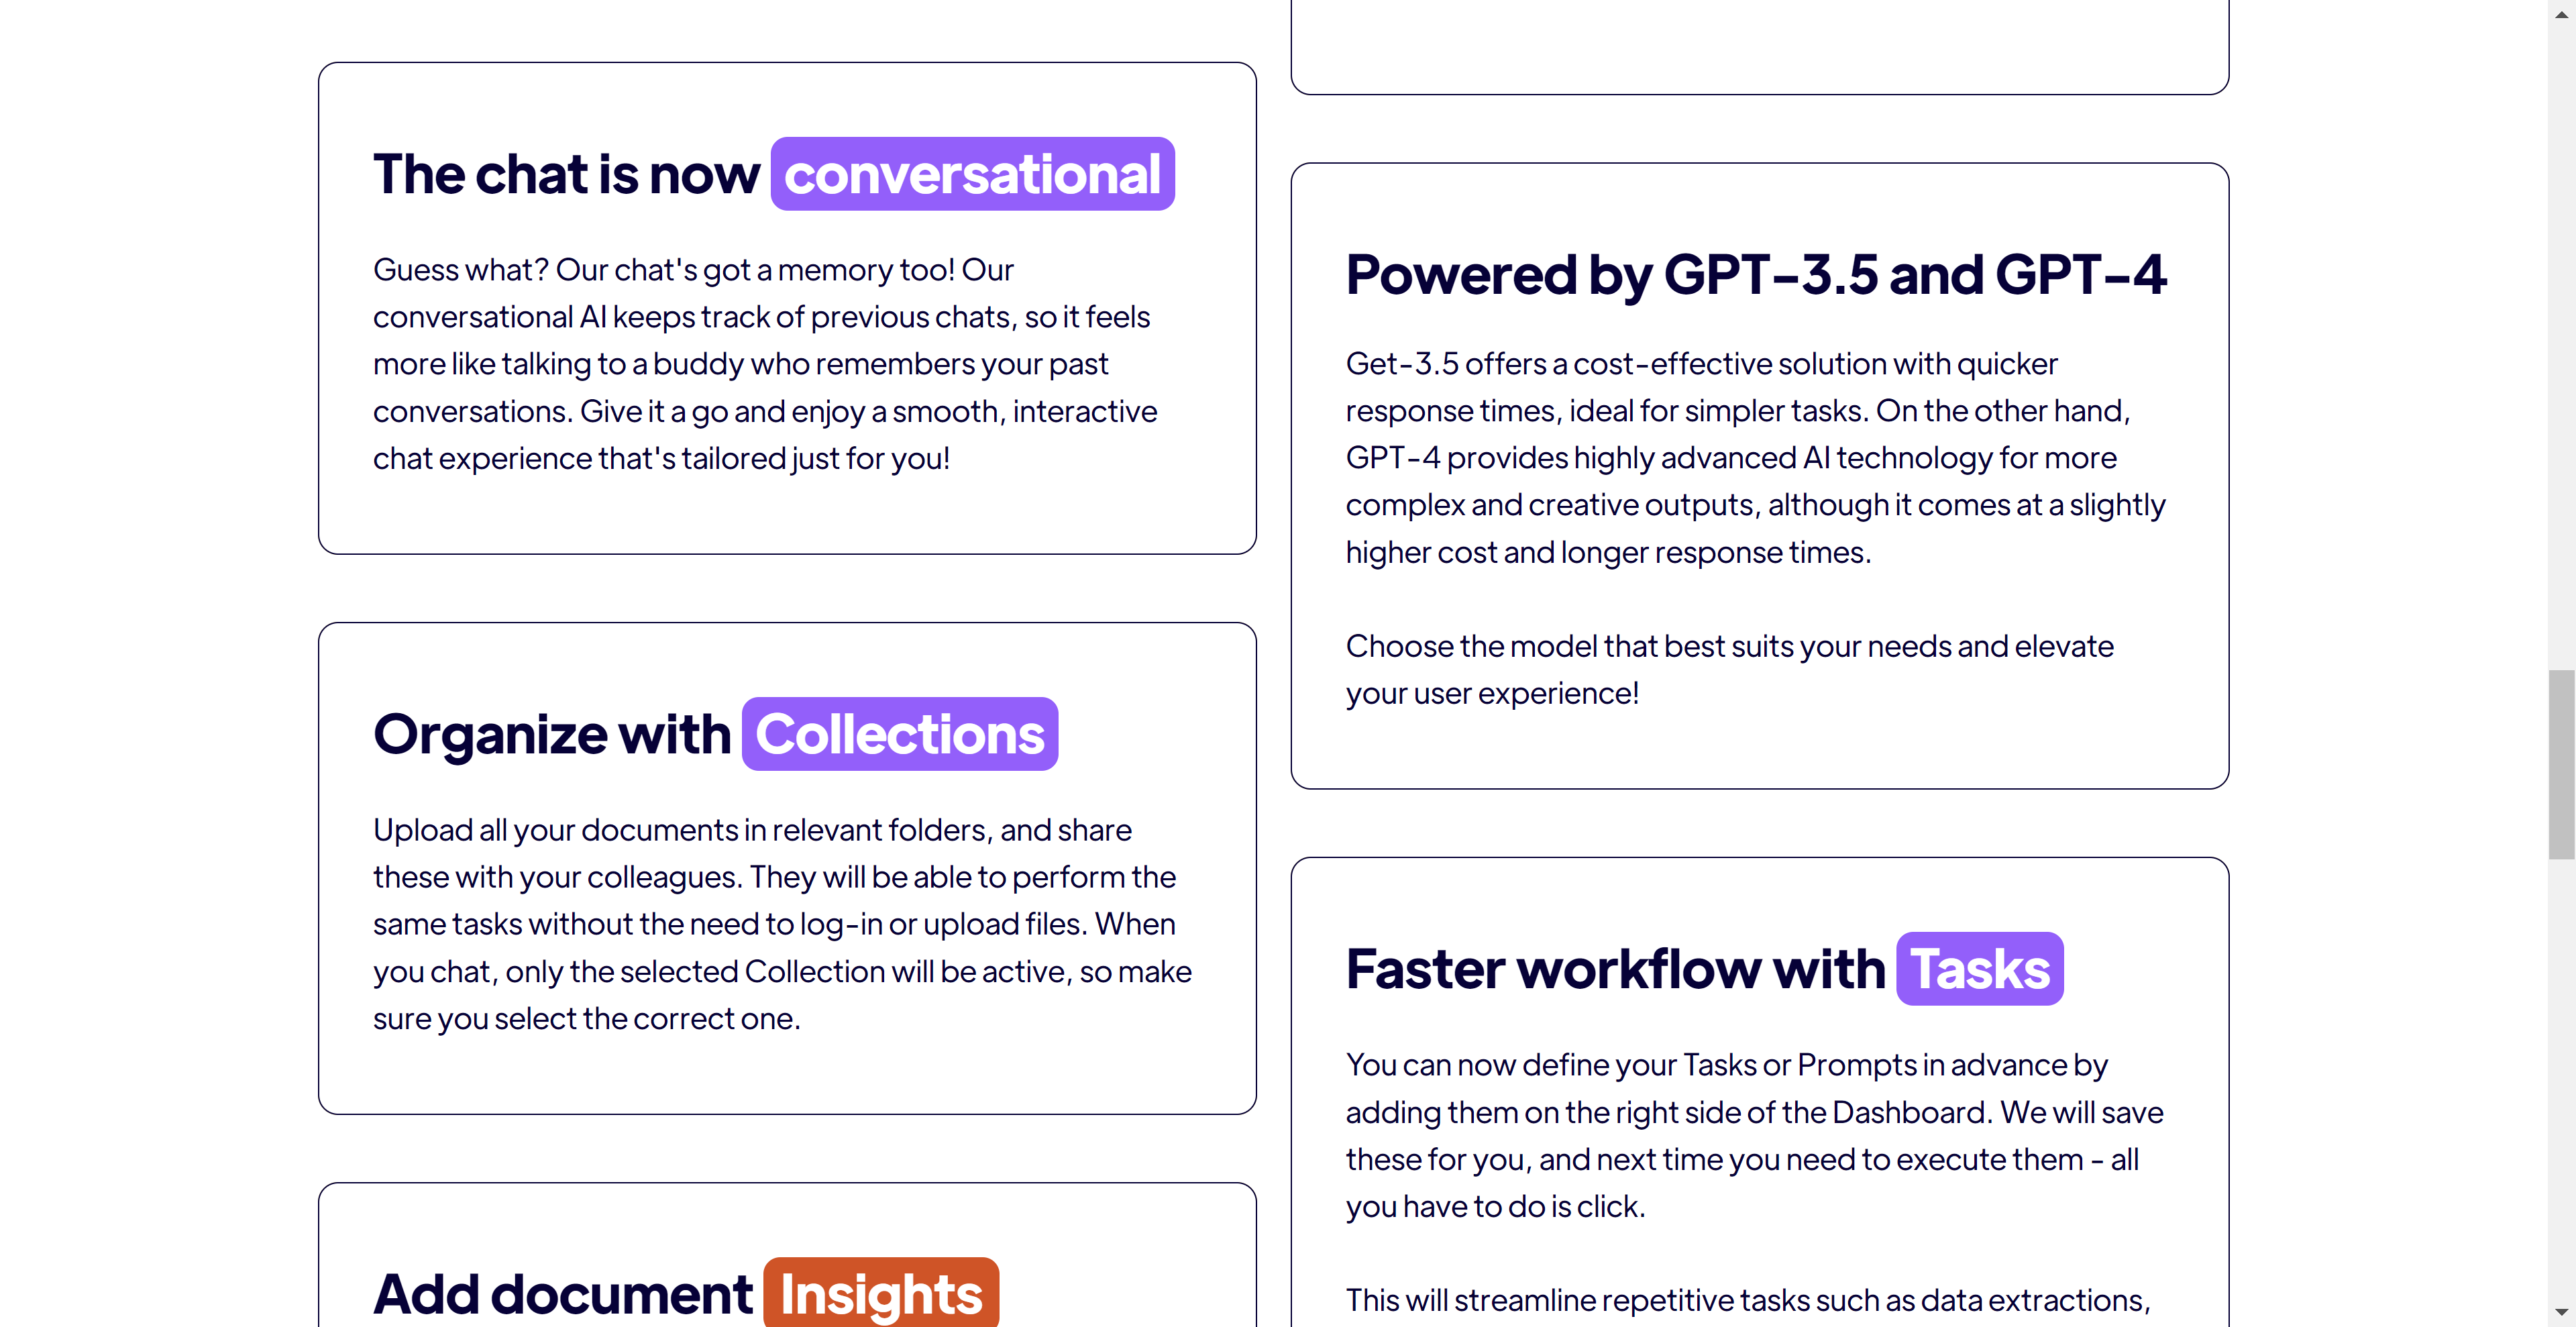 The chat is now conversational
Guess what? Our chat's got a memory too! Our
conversational AI keeps track of previous chats, so it feels
more like talking to a buddy who remembers your past
conversations. Give it a go and enjoy a smooth, interactive
chat experience that's tailored just for you!
Organize with Collections
Upload all your documents in relevant folders, and share
these with your colleagues. They will be able to perform the
same tasks without the need to log-in or upload files. When
you chat, only the selected Collection will be active, so make
sure you select the correct one.
Add document Insights
Powered by GPT-3.5 and GPT-4
Get-3.5 offers a cost-effective solution with quicker
response times, ideal for simpler tasks. On the other hand,
GPT-4 provides highly advanced AI technology for more
complex and creative outputs, although it comes at a slightly
higher cost and longer response times.
Choose the model that best suits your needs and elevate
your user experience!
Faster workflow with Tasks
You can now define your Tasks or Prompts in advance by
adding them on the right side of the Dashboard. We will save
these for you, and next time you need to execute them - all
you have to do is click.
This will streamline repetitive tasks such as data extractions,